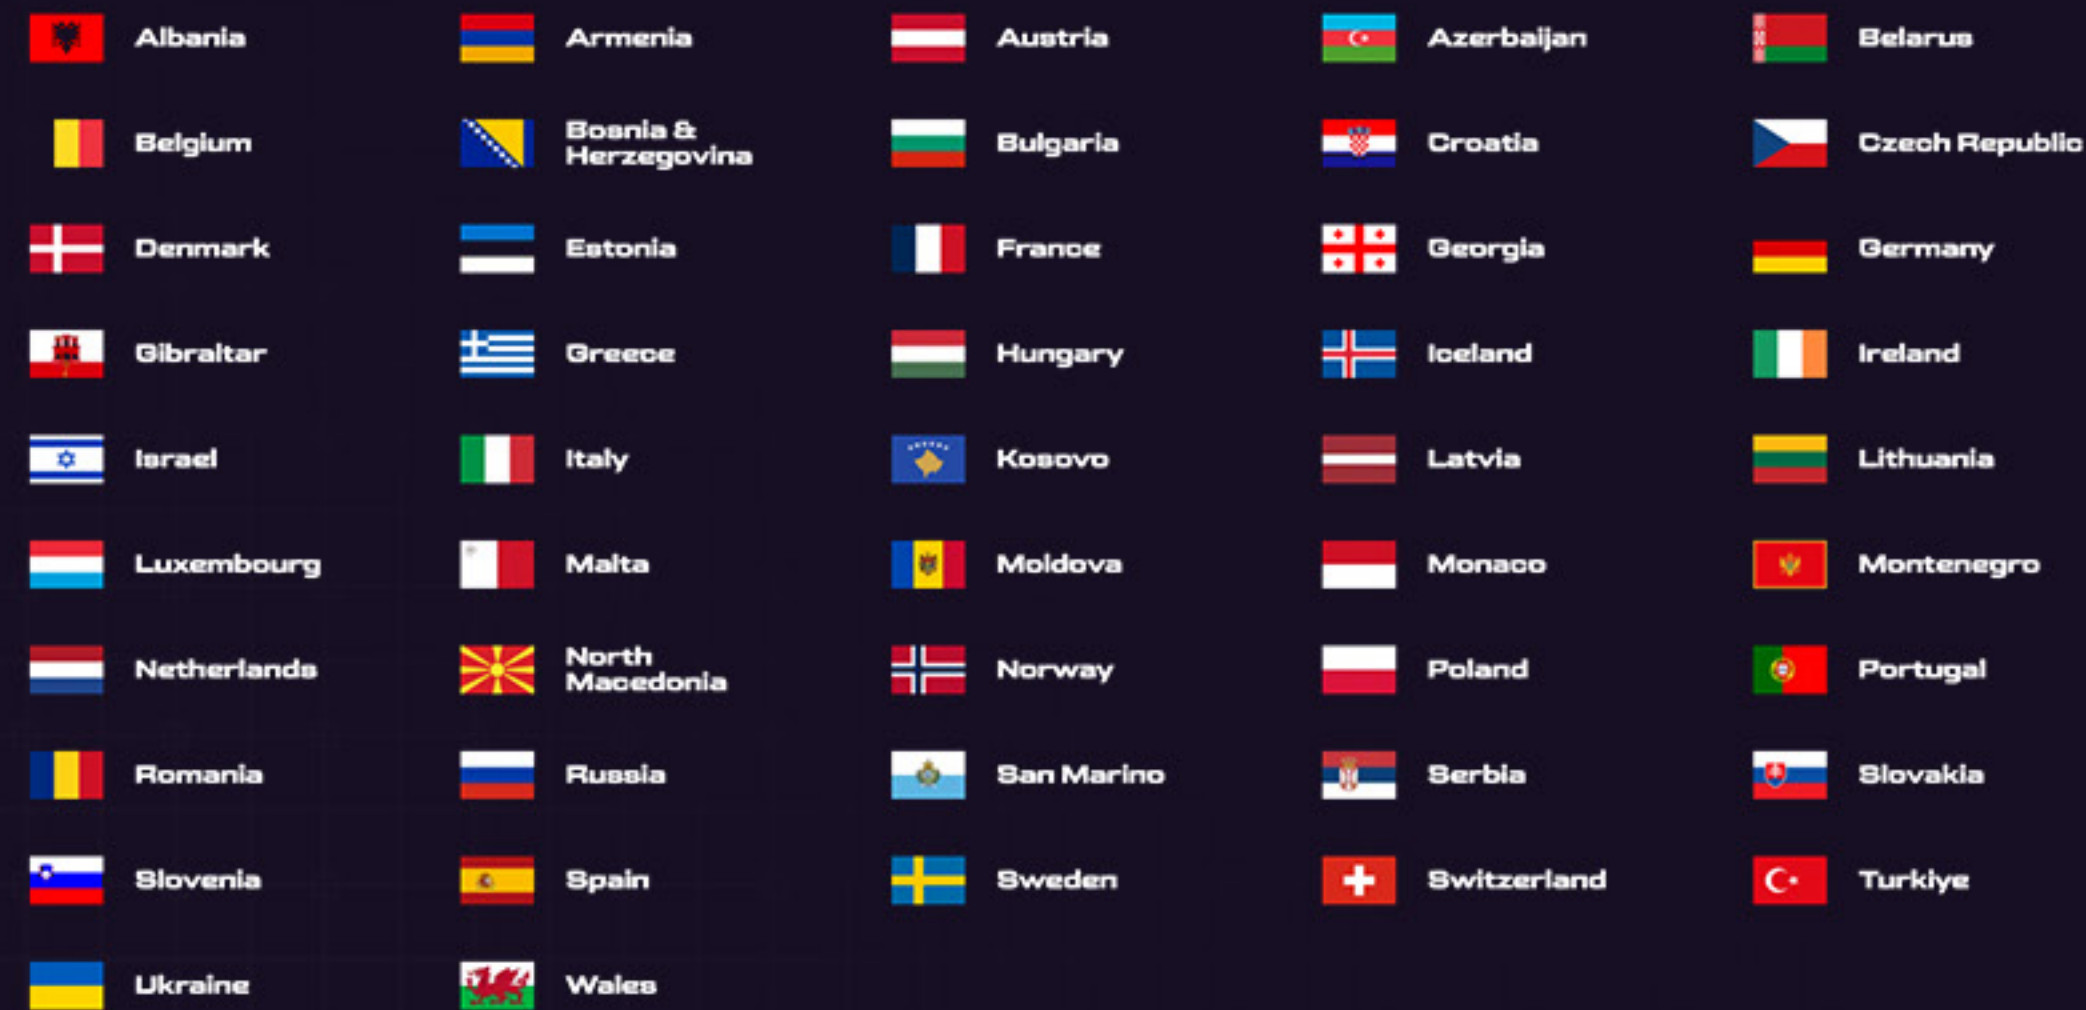 Albania
Armenia
Austria
Azerbaijan
Belarus
Belgium
Bosnia &
Herzegovina
Bulgaria
Croatia
Czech Republic
Denmark
Estonia
France
Georgia
Germany
Gibraltar
Greece
Hungary
Iceland
Ireland
Israel
Italy
Kosovo
Latvia
Lithuania
Luxembourg
Malta
Moldova
Monaco
Montenegro
Netherlands
North
Macedonia
Norway
Poland
Portugal
Romania
Russia
San Marino
Serbia
Slovakia
Slovenia
Spain
Sweden
Switzerland
Turkiye
Ukraine
Wales